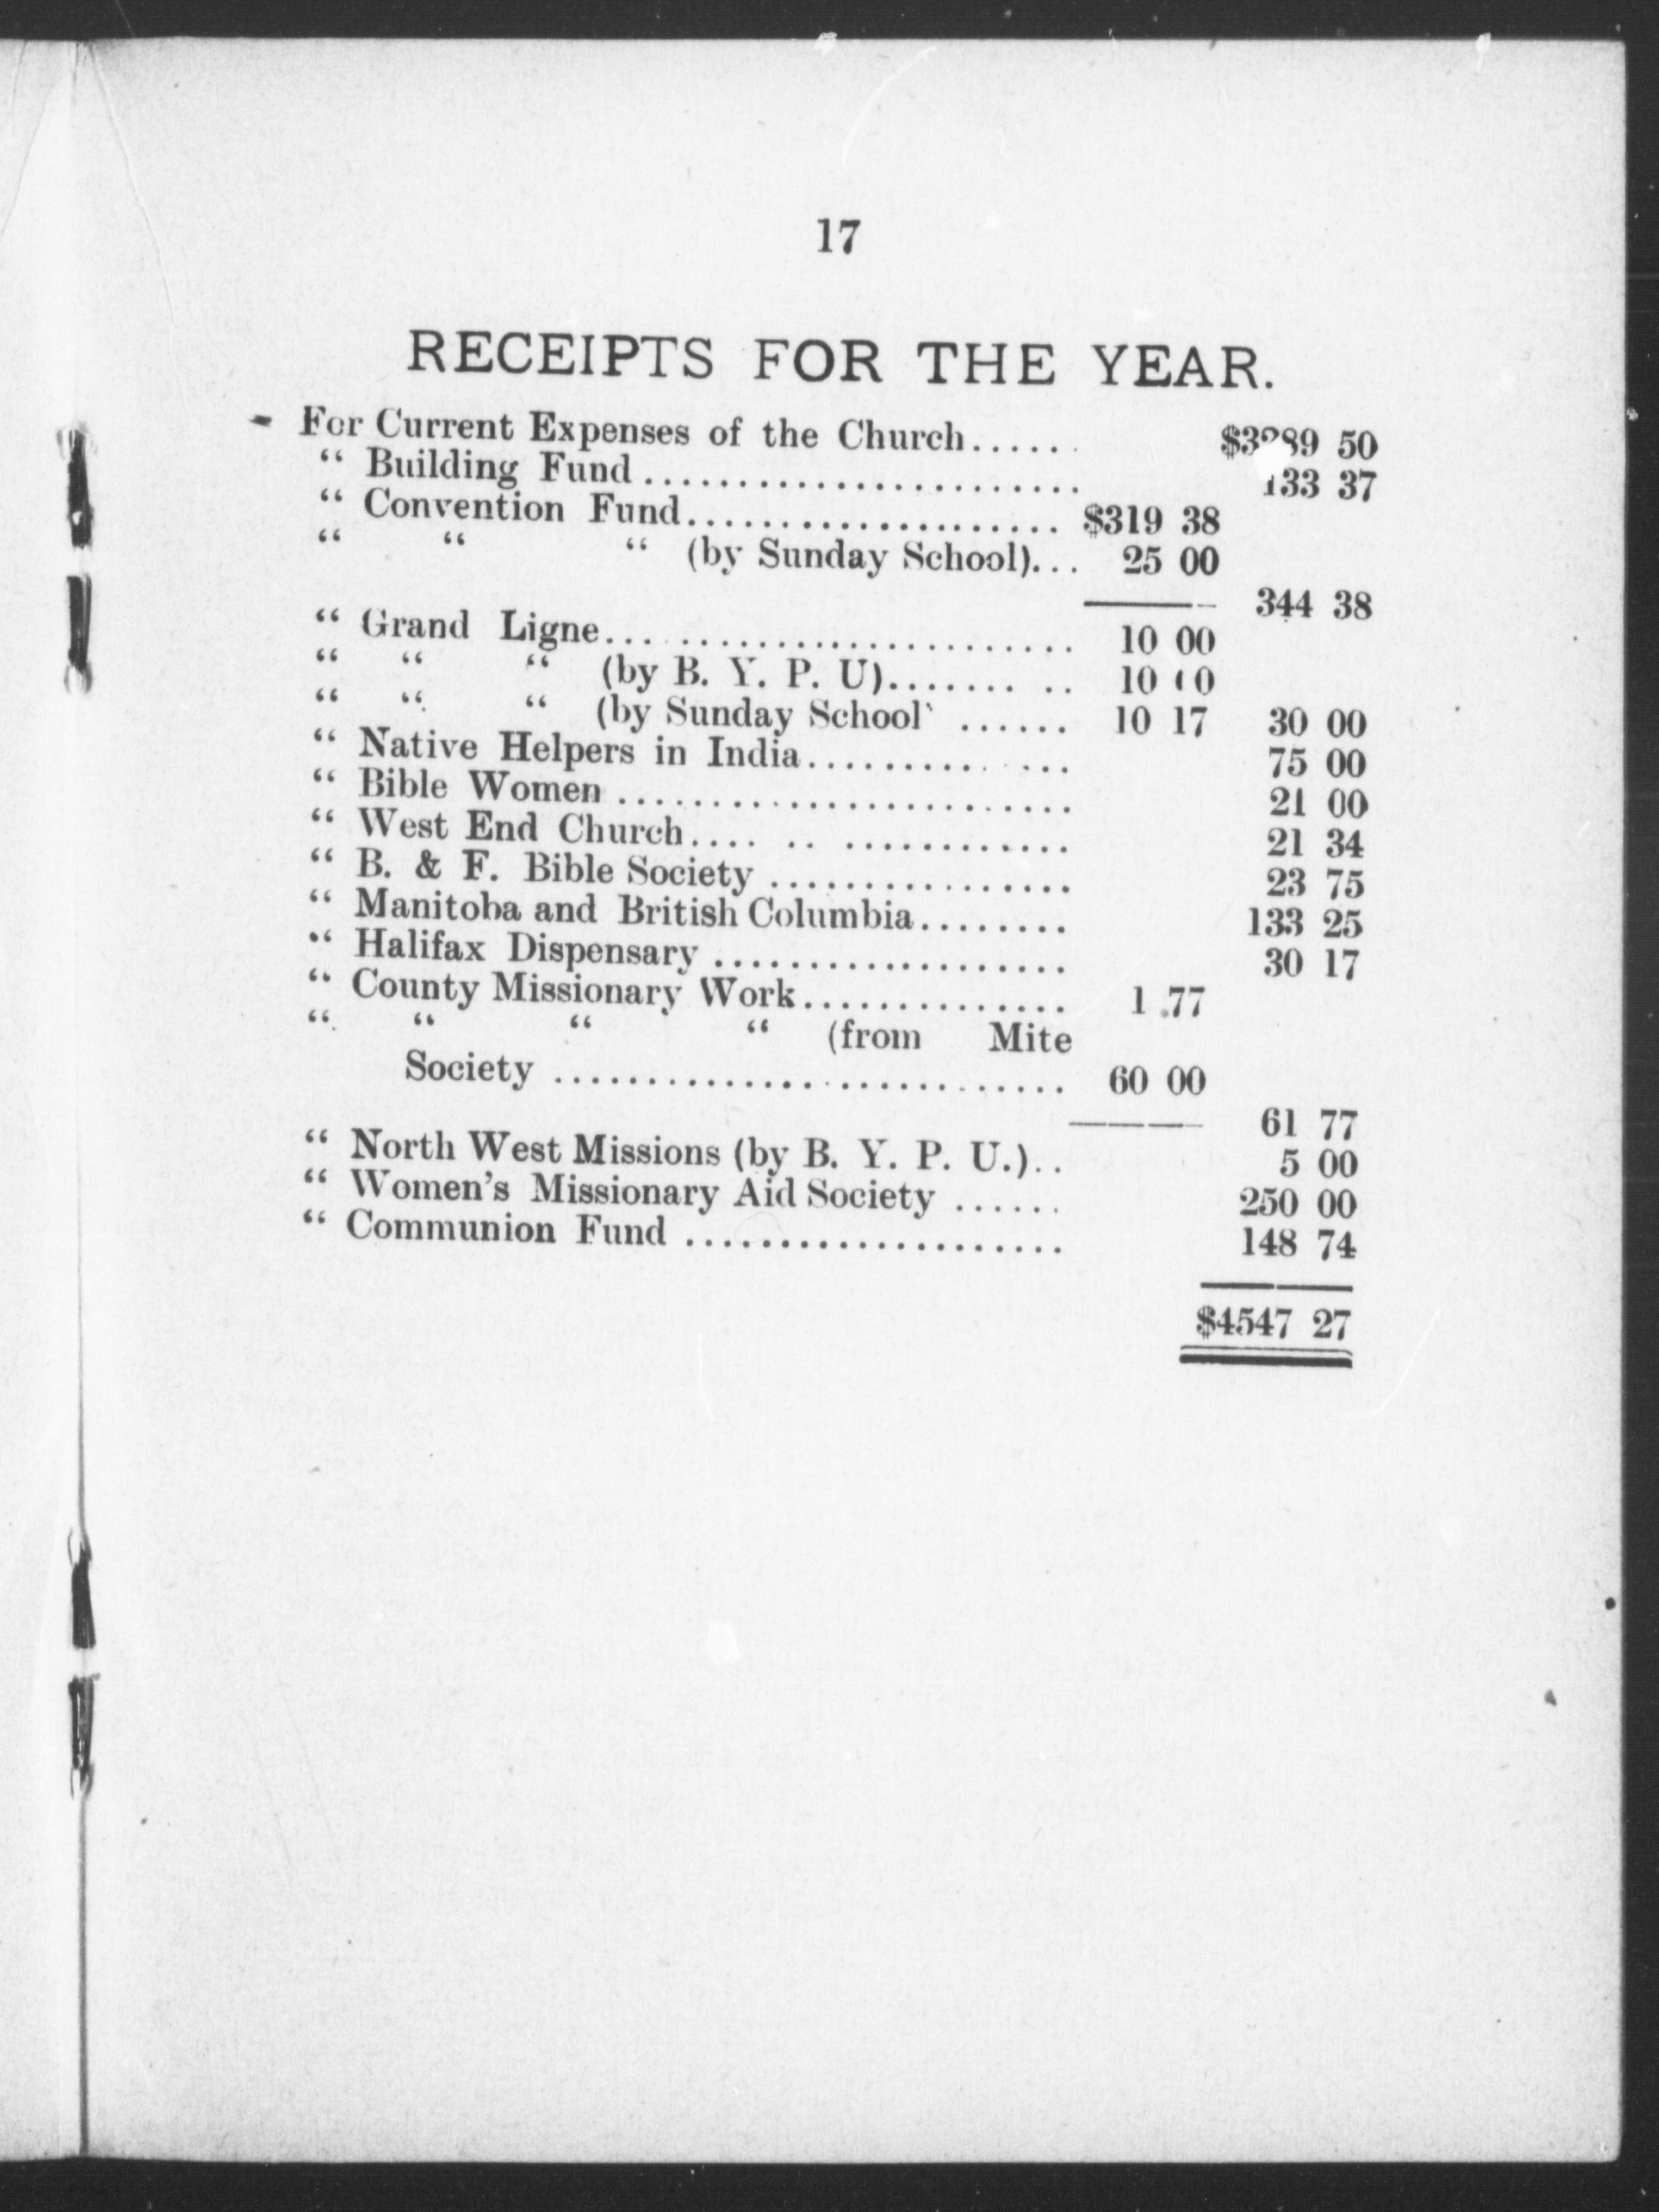 17
RECEIPTS FOR THE YEAR.
For Current Expenses of the Church...... $3289 50
“ Building Fund........................ 133 37
“ Convention Fund.................... $319 38
“ “ “ (by Sunday School)... 25 00
344 38
“ Grand Ligne......................... 10 00
“ “ “ (by B. Y. P. U)....... .. 10 00
“ “ “ (by Sunday School) ...... 10 17 30 00
“ Native Helpers in India.............. 75 00
“ Bible Women......................... 21 00
“ West End Church.... .. ............ 21 34
“ B. & F. Bible Society ................ 23 75
“ Manitoba and British Columbia........ 133 25
“ Halifax Dispensary ................... 30 17
“ County Missionary Work.............. 1 77
“ “ “ “ (from Mite
Society ............................ 60 00
61 77
“ North West Missions (by B. Y. P. U.).. 5 00
“ Women's Missionary Aid Society ...... 250 00
“ Communion Fund .................... 148 74
$4547 27